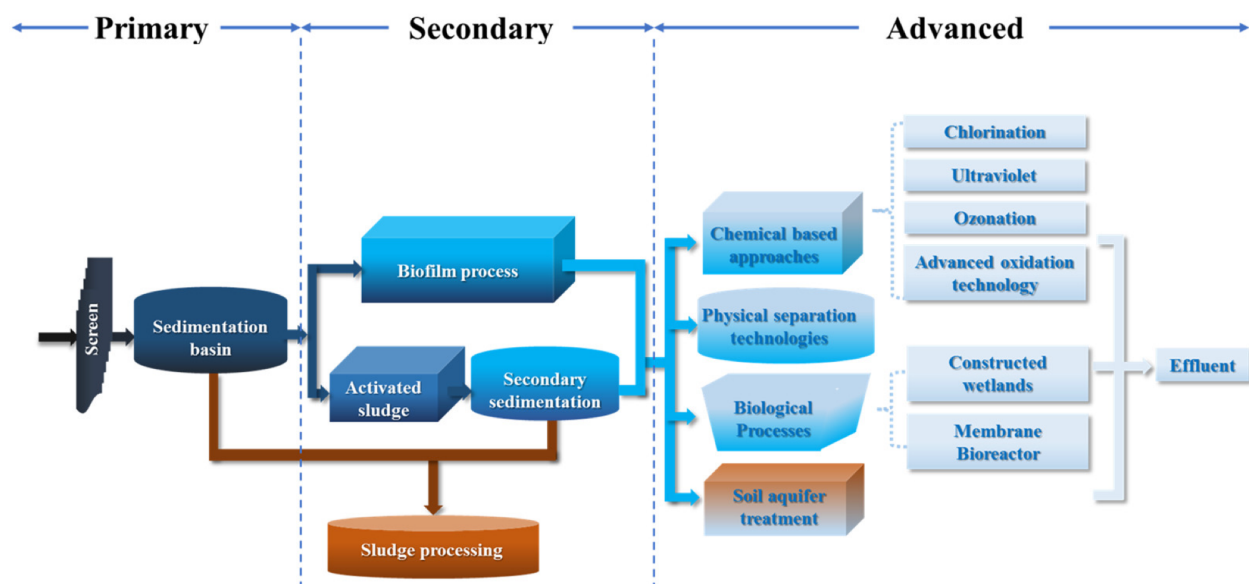 Primary
Secondary
Advanced
Screen
Sedimentation
basin
Biofilm process
Activated
sludge
Secondary
sedimentation
Sludge processing
Chemical based
approaches
Physical separation
technologies
Biological
Processes
Soil aquifer
treatment
Chlorination
Ultraviolet
Ozonation
Advanced oxidation
technology
Constructed
wetlands
Membrane
Bioreactor
Effluent